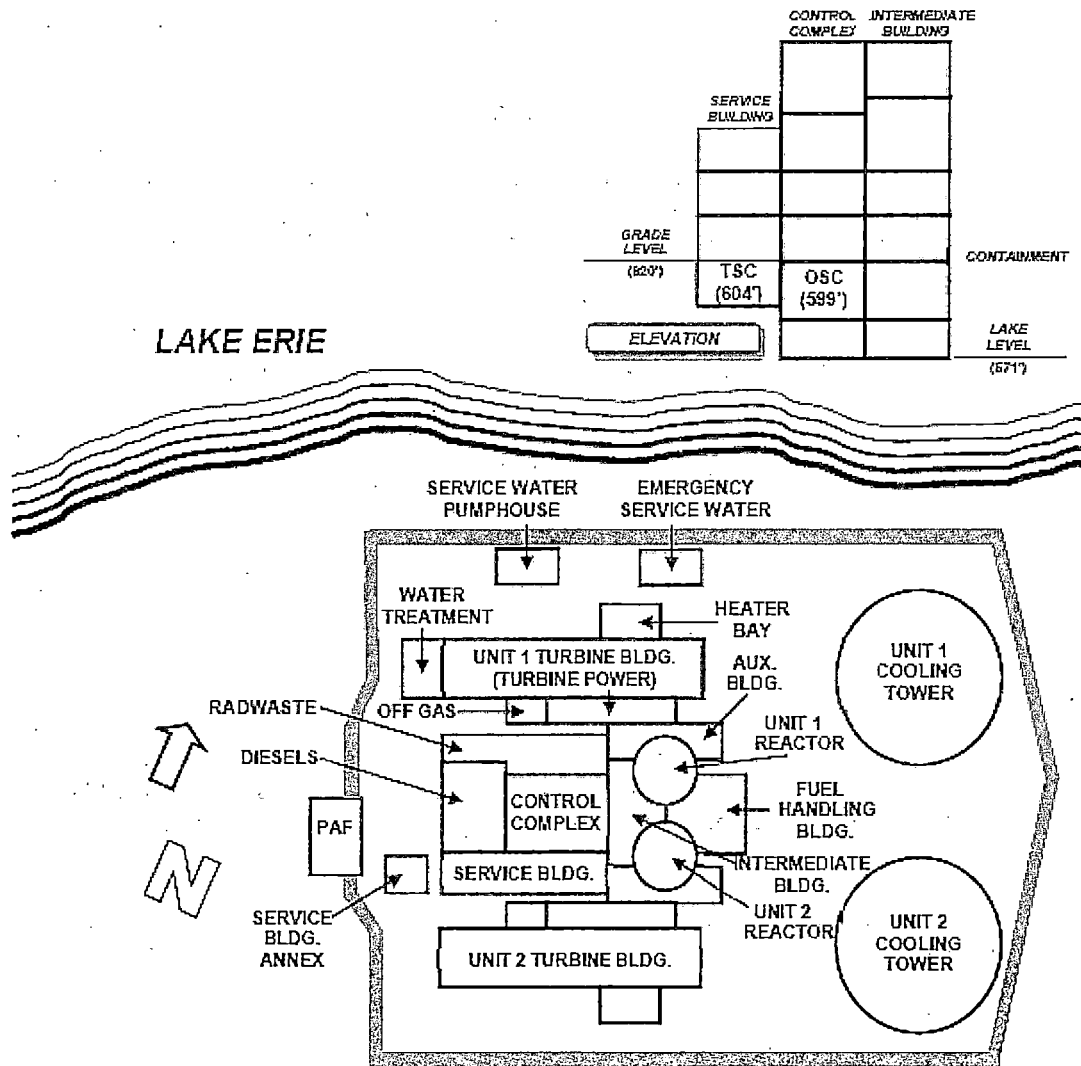 CONTROL
COMPLEX
INTERMEDIATE
BUILDING
SERVICE
BUILDING
GRADE
LEVEL
(620')
TSC
(604')
OSC
(599')
CONTAINMENT
ELEVATION
LAKE
LEVEL
(571')
LAKE ERIE
SERVICE WATER
PUMPHOUSE
EMERGENCY
SERVICE WATER
WATER
TREATMENT
HEATER
BAY
UNIT 1 TURBINE BLDG.
(TURBINE POWER)
AUX.
BLDG.
UNIT 1
COOLING
TOWER
RADWASTE
OFF GAS
UNIT 1
REACTOR
DIESELS
CONTROL
COMPLEX
FUEL
HANDLING
BLDG.
PAF
SERVICE BLDG.
INTERMEDIATE
BLDG.
N
SERVICE
BLDG.
ANNEX
UNIT 2
REACTOR
UNIT 2 TURBINE BLDG.
UNIT 2
COOLING
TOWER